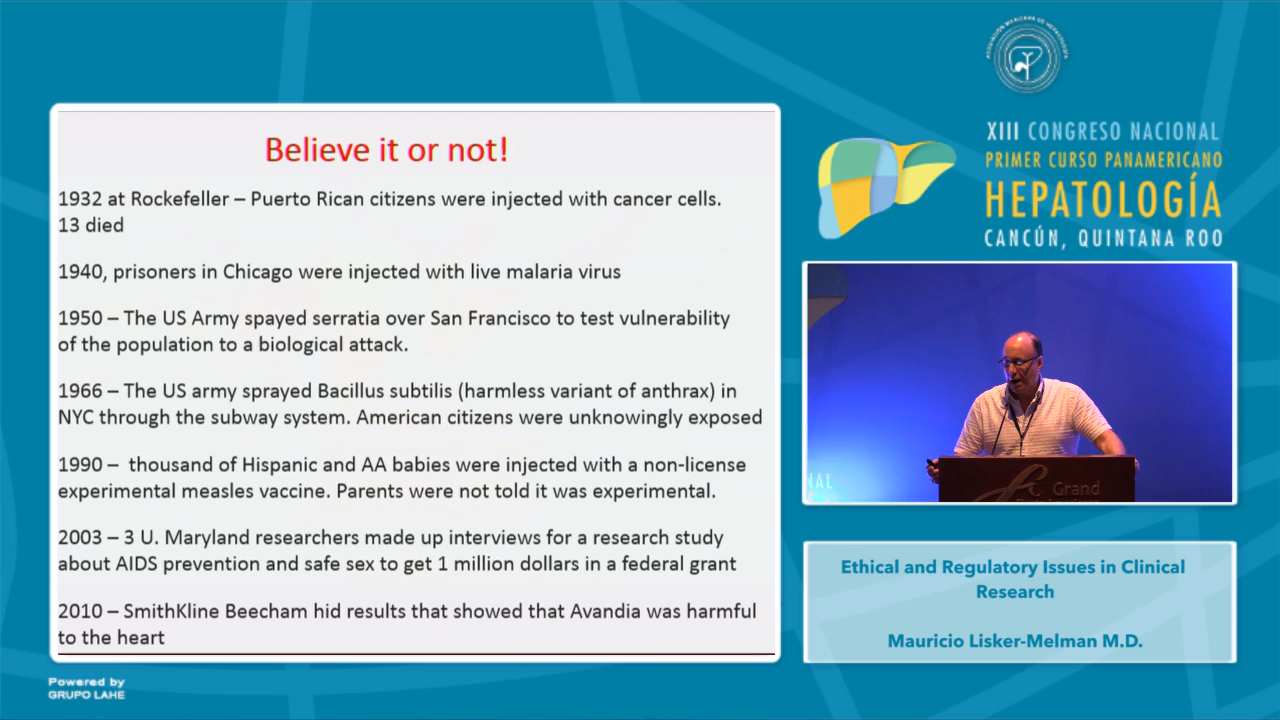 Believe it or not!
1932 at Rockefeller – Puerto Rican citizens were injected with cancer cells.
13 died
1940, prisoners in Chicago were injected with live malaria virus
1950 – The US Army spayed serratia over San Francisco to test vulnerability
of the population to a biological attack.
1966 – The US army sprayed Bacillus subtilis (harmless variant of anthrax) in
NYC through the subway system. American citizens were unknowingly exposed
1990 –  thousand of Hispanic and AA babies were injected with a non-license
experimental measles vaccine. Parents were not told it was experimental.
2003 – 3 U. Maryland researchers made up interviews for a research study
about AIDS prevention and safe sex to get 1 million dollars in a federal grant
2010 – SmithKline Beecham hid results that showed that Avandia was harmful
to the heart
Powered by
GRUPO LAHE
ASOCIACIÓN MEXICANA DE HEPATOLOGÍA
XIII CONGRESO NACIONAL
PRIMER CURSO PANAMERICANO
HEPATOLOGÍA
CANCÚN, QUINTANA ROO
NAL
Grand
Ethical and Regulatory Issues in Clinical
Research
Mauricio Lisker-Melman M.D.